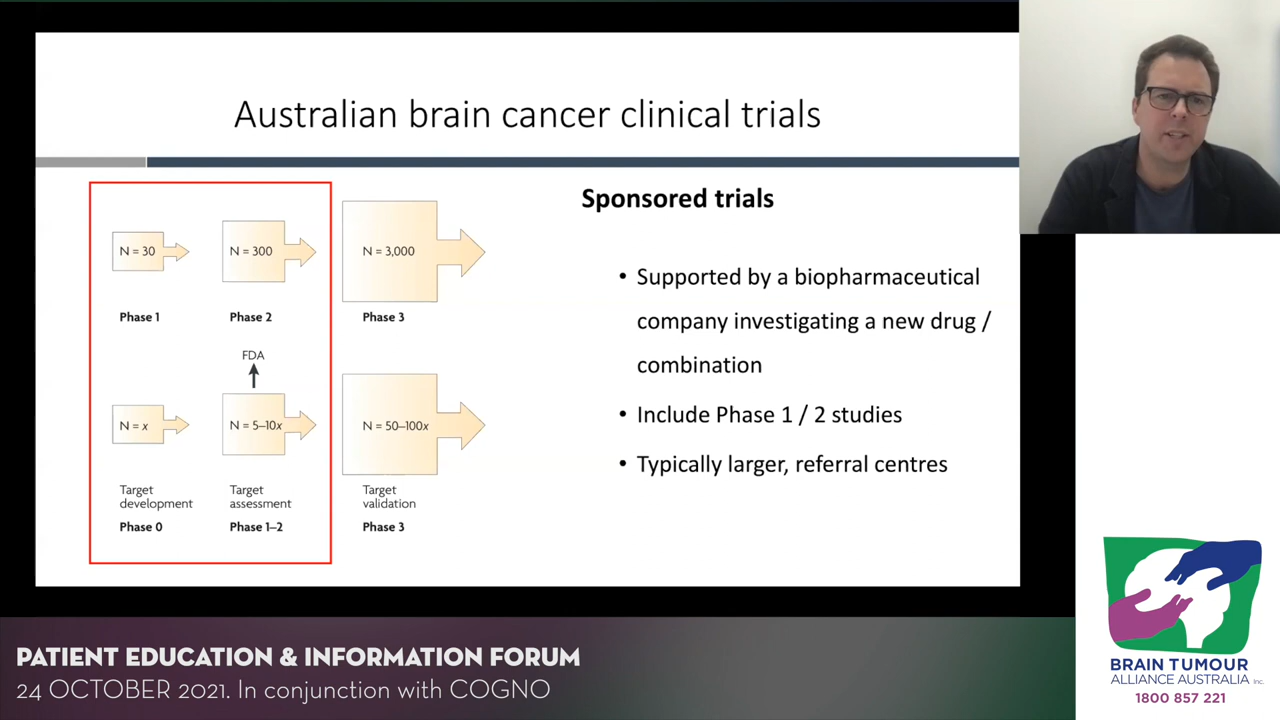 Australian brain cancer clinical trials
N = 30
N = 300
N = 3,000
Phase 1
Phase 2
Phase 3
FDA
N = x
N = 5–10x
N = 50–100x
Target
development
Target
assessment
Target
validation
Phase 0
Phase 1–2
Phase 3
Sponsored trials
• Supported by a biopharmaceutical
company investigating a new drug /
combination
• Include Phase 1 / 2 studies
• Typically larger, referral centres
PATIENT EDUCATION & INFORMATION FORUM
24 OCTOBER 2021. In conjunction with COGNO
BRAIN TUMOUR
ALLIANCE AUSTRALIA Inc.
1800 857 221